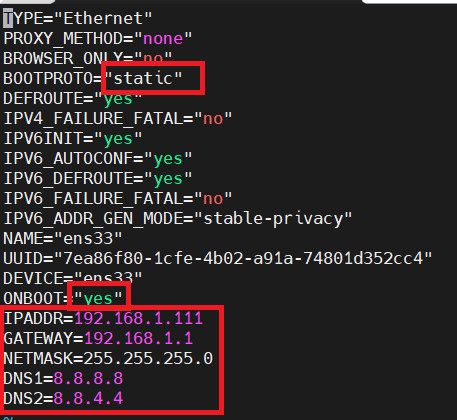 TYPE="Ethernet"
PROXY_METHOD="none"
BROWSER_ONLY="no"
BOOTPROTO="static"
DEFROUTE="yes"
IPV4_FAILURE_FATAL="no"
IPV6INIT="yes"
IPV6_AUTOCONF="yes"
IPV6_DEFROUTE="yes"
IPV6_FAILURE_FATAL="no"
IPV6_ADDR_GEN_MODE="stable-privacy"
NAME="ens33"
UUID="7ea86f80-1cfe-4b02-a91a-74801d352cc4"
DEVICE="ens33"
ONBOOT="yes"
IPADDR=192.168.1.111
GATEWAY=192.168.1.1
NETMASK=255.255.255.0
DNS1=8.8.8.8
DNS2=8.8.4.4
~